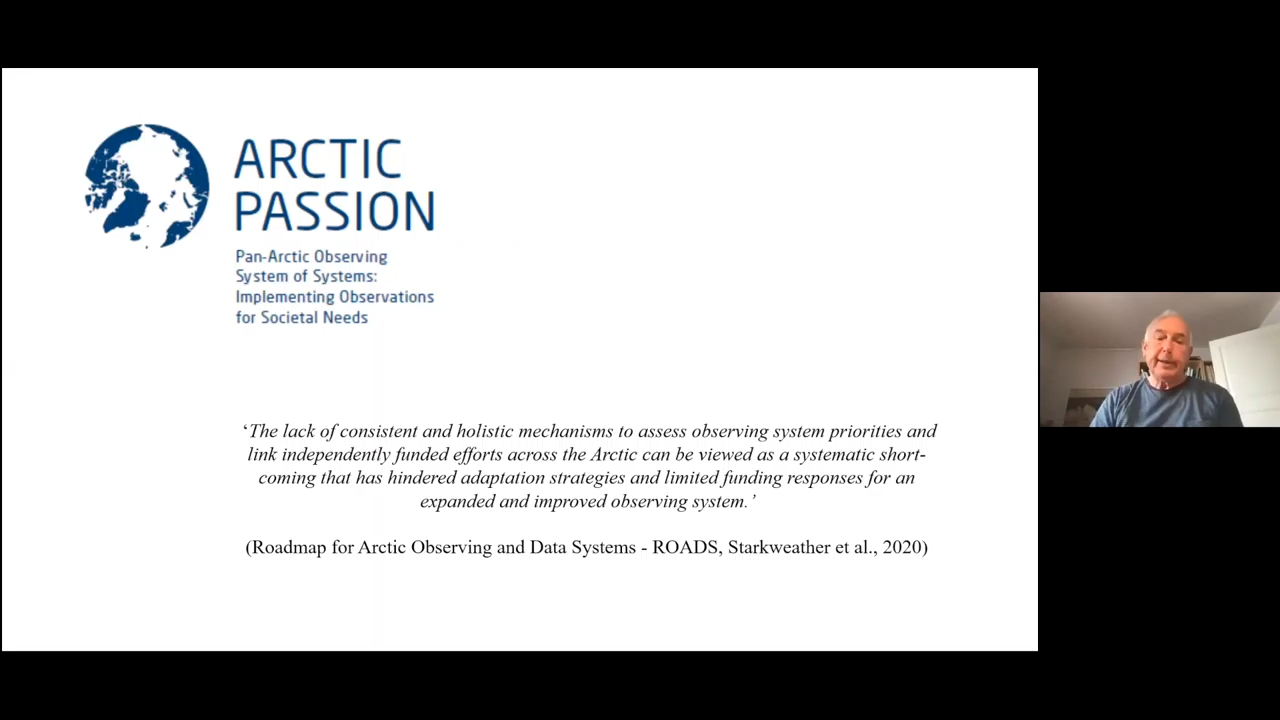 ARCTIC
PASSION
Pan-Arctic Observing
System of Systems:
Implementing Observations
for Societal Needs
‘The lack of consistent and holistic mechanisms to assess observing system priorities and
link independently funded efforts across the Arctic can be viewed as a systematic short-
coming that has hindered adaptation strategies and limited funding responses for an
expanded and improved observing system.’
(Roadmap for Arctic Observing and Data Systems - ROADS, Starkweather et al., 2020)